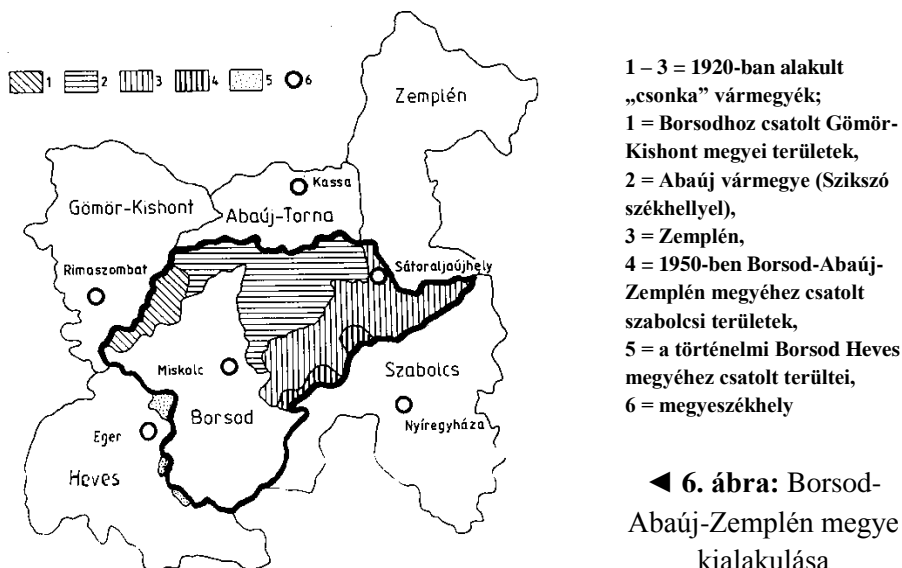 1 2 3 4 5 6
Zemplén
Kassa
Gömör-Kishont
Abaúj-Torna
Rimaszombat
Sátoraljaújhely
Miskolc
Szabolcs
Borsod
Nyíregyháza
Eger
Heves
1 – 3 = 1920-ban alakult
„csonka” vármegyék;
1 = Borsodhoz csatolt Gömör-
Kishont megyei területek,
2 = Abaúj vármegye (Szikszó
székhellyel),
3 = Zemplén,
4 = 1950-ben Borsod-Abaúj-
Zemplén megyéhez csatolt
szabolcsi területek,
5 = a történelmi Borsod Heves
megyéhez csatolt terültei,
6 = megyeszékhely
◄ 6. ábra: Borsod-
Abaúj-Zemplén megye
kialakulása